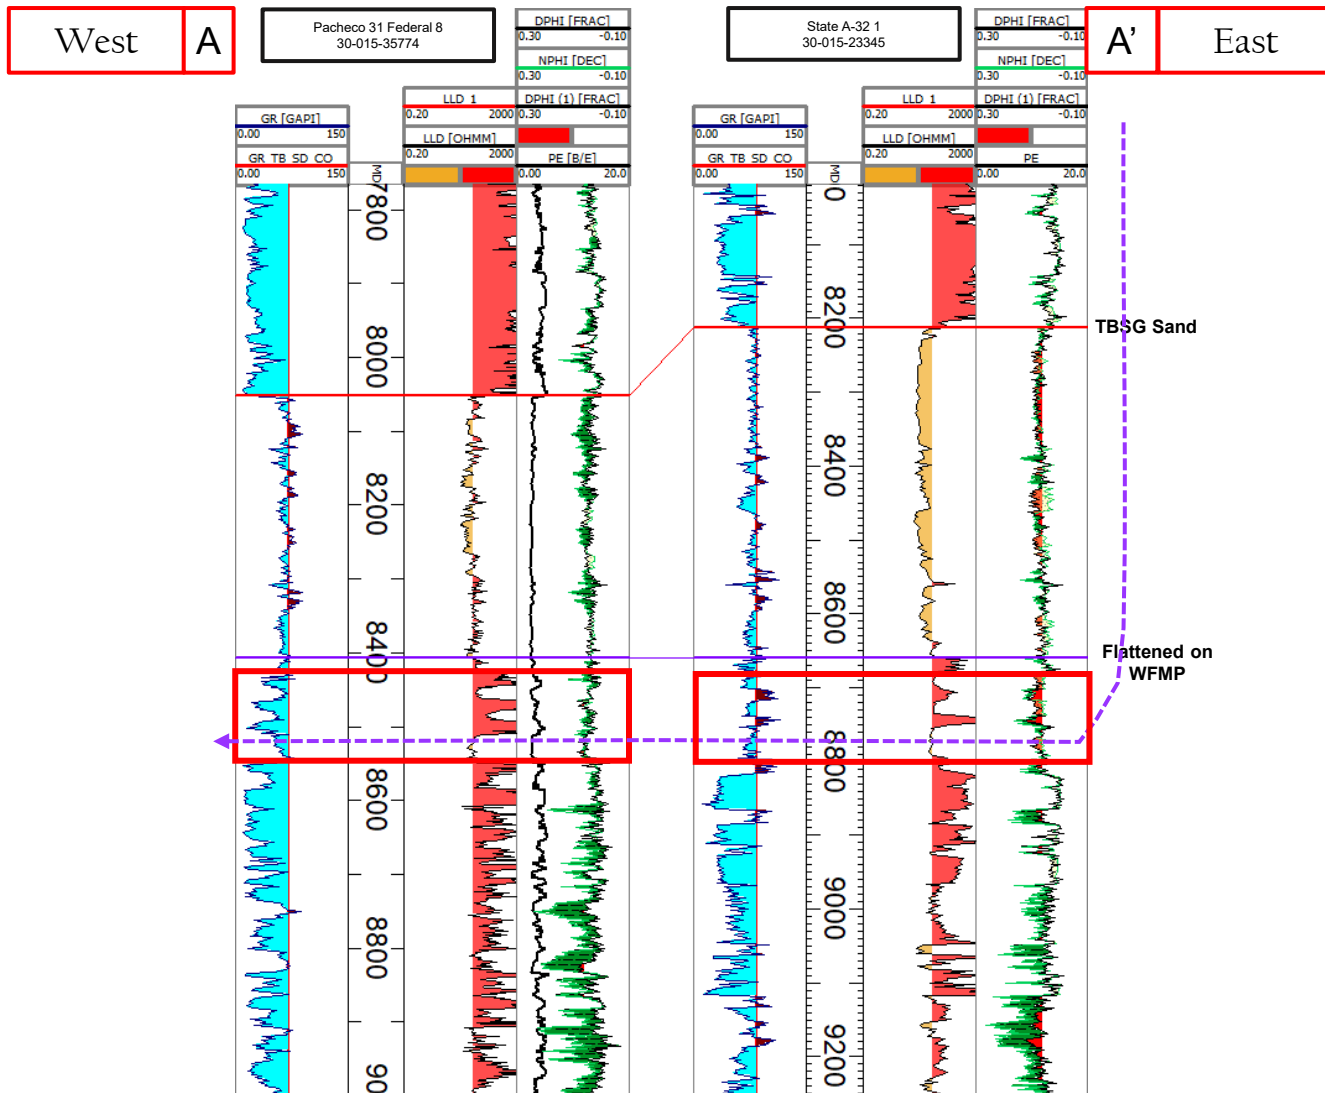 West
A
Pacheco 31 Federal 8
30-015-35774
State A-32 1
30-015-23345
A'
East
DPHI [FRAC]
0.30 -0.10
NPHI [DEC]
0.30 -0.10
GR [GAPI]
0.00 150
GR TB SD CO
0.00 150
MD
LLD 1
0.20 2000
LLD [OHMM]
0.20 2000
DPHI (1) [FRAC]
0.30 -0.10
PE [B/E]
0.00 20.0
DPHI [FRAC]
0.30 -0.10
NPHI [DEC]
0.30 -0.10
GR [GAPI]
0.00 150
GR TB SD CO
0.00 150
MD
LLD 1
0.20 2000
LLD [OHMM]
0.20 2000
DPHI (1) [FRAC]
0.30 -0.10
PE
0.00 20.0
7800
8000
8200
8400
8600
8800
90
00
8200
8400
8600
8800
9000
9200
TBSG Sand
Flattened on
WFMP